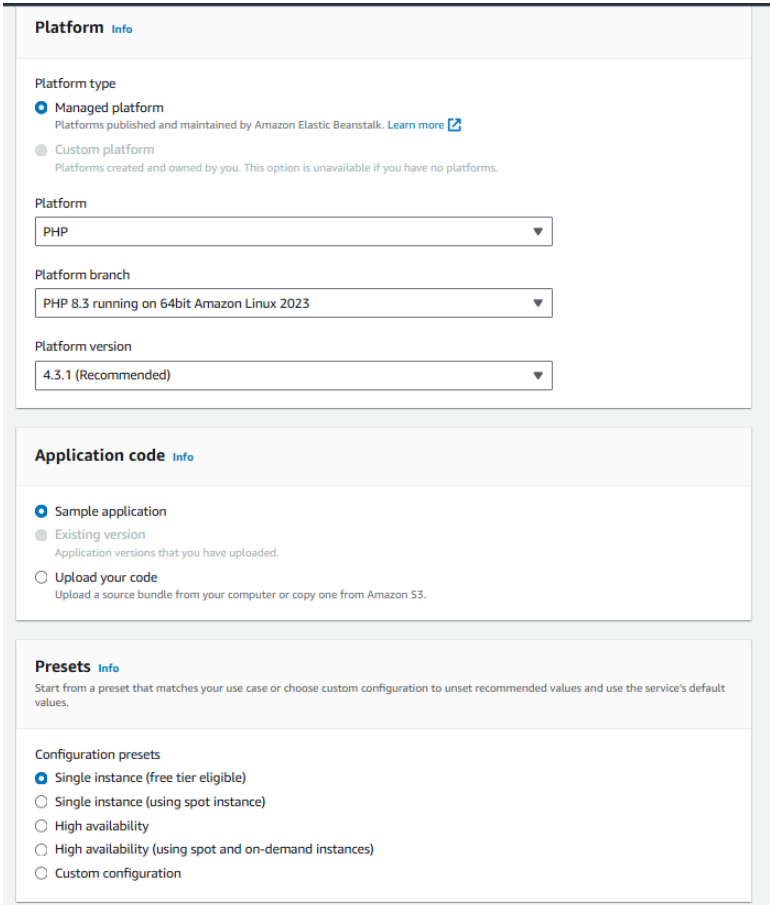 Platform Info
Platform type
Managed platform
Platforms published and maintained by Amazon Elastic Beanstalk. Learn more
Custom platform
Platforms created and owned by you. This option is unavailable if you have no platforms.
Platform
PHP
Platform branch
PHP 8.3 running on 64bit Amazon Linux 2023
Platform version
4.3.1 (Recommended)
Application code Info
Sample application
Existing version
Application versions that you have uploaded.
Upload your code
Upload a source bundle from your computer or copy one from Amazon S3.
Presets Info
Start from a preset that matches your use case or choose custom configuration to unset recommended values and use the service's default
values.
Configuration presets
Single instance (free tier eligible)
Single instance (using spot instance)
High availability
High availability (using spot and on-demand instances)
Custom configuration